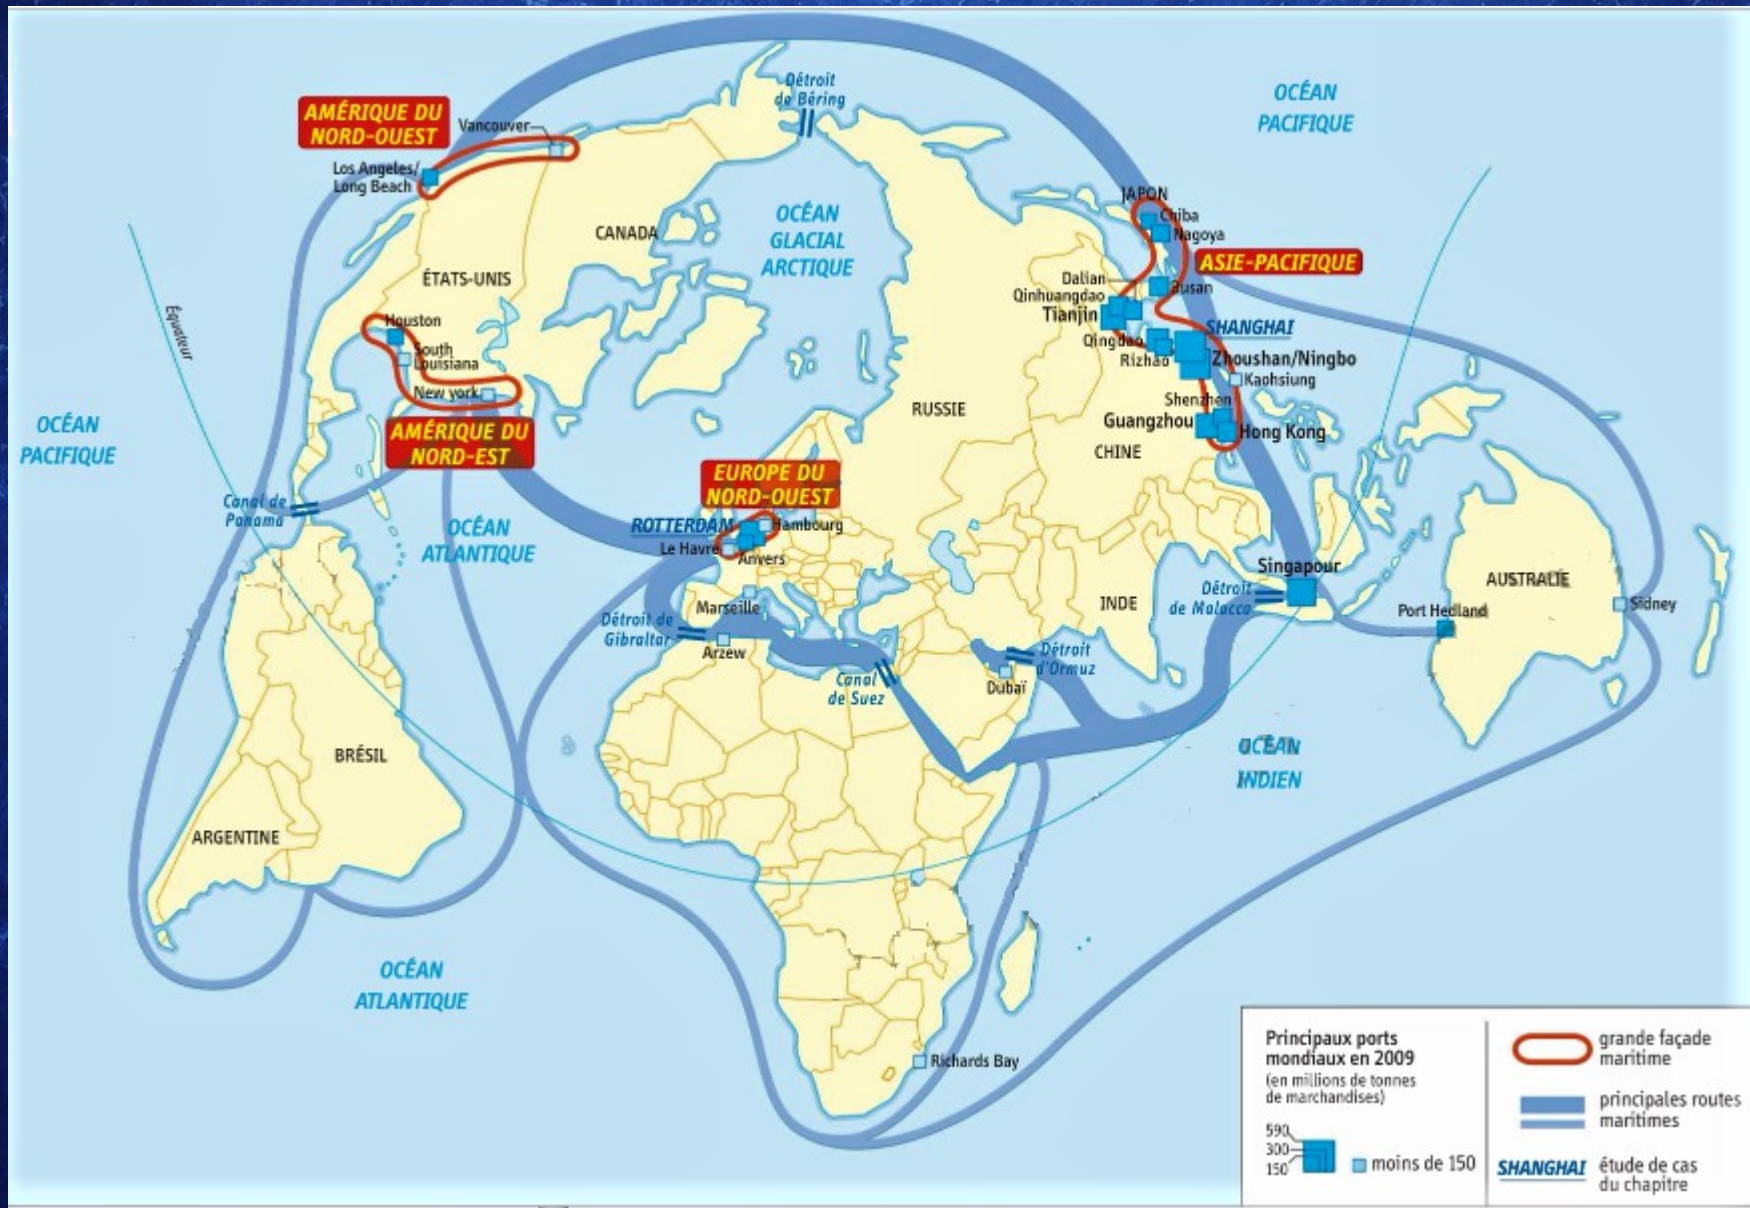 OCÉAN
PACIFIQUE
Détroit
de Béring
AMÉRIQUE DU
NORD-OUEST
Vancouver
Los Angeles/
Long Beach
OCÉAN
GLACIAL
ARCTIQUE
CANADA
ÉTATS-UNIS
JAPON
Chiba
Nagoya
ASIE-PACIFIQUE
Dalian
Qinhuangdao
Tianjin
Busan
SHANGHAI
Qingdao
Rizhao
Zhoushan/Ningbo
Kaohsiung
Shenzhen
Guangzhou
Hong Kong
CHINE
RUSSIE
Équateur
Houston
South
Louisiana
New york
AMÉRIQUE DU
NORD-EST
OCÉAN
PACIFIQUE
EUROPE DU
NORD-OUEST
Canal de
Panama
OCÉAN
ATLANTIQUE
ROTTERDAM
Hambourg
Le Havre
Anvers
Marseille
Détroit de
Gibraltar
Arzew
Canal
de Suez
Détroit
d'Ormuz
Dubaï
INDE
Singapour
Détroit
de Malacca
Port Hedland
AUSTRALIE
Sidney
OCÉAN
INDIEN
BRÉSIL
ARGENTINE
OCÉAN
ATLANTIQUE
Richards Bay
Principaux ports
mondiaux en 2009
(en millions de tonnes
de marchandises)
590
300
150
moins de 150
grande façade
maritime
principales routes
maritimes
SHANGHAI
étude de cas
du chapitre